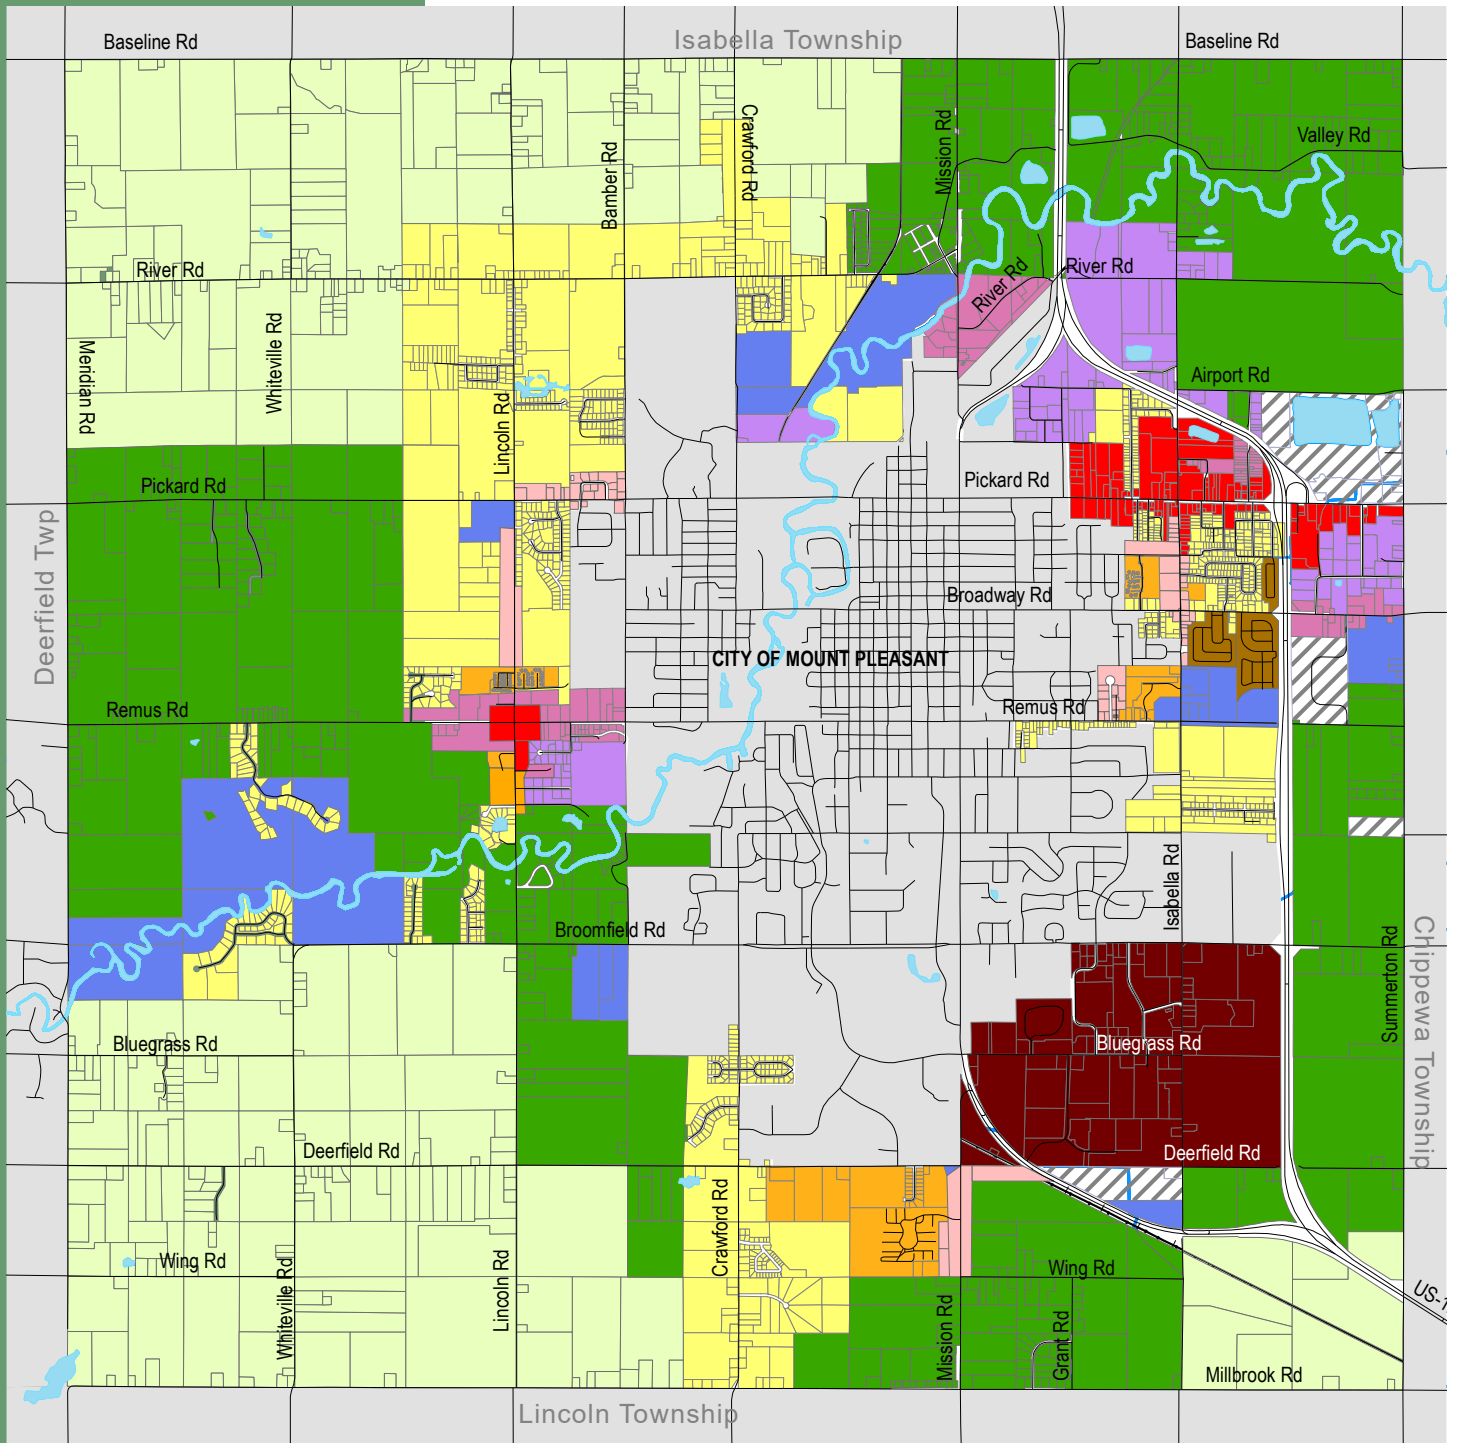 Baseline Rd
Isabella Township
Baseline Rd
Valley Rd
Mission Rd
Crawford Rd
Bamber Rd
River Rd
River Rd
River Rd
Meridian Rd
Whiteville Rd
Lincoln Rd
Airport Rd
Pickard Rd
Pickard Rd
Deerfield Twp
Broadway Rd
CITY OF MOUNT PLEASANT
Remus Rd
Remus Rd
Isabella Rd
Broomfield Rd
Summerton Rd
Chippewa Township
Bluegrass Rd
Bluegrass Rd
Deerfield Rd
Deerfield Rd
Crawford Rd
Wing Rd
Wing Rd
Whiteville Rd
Lincoln Rd
Mission Rd
Grant Rd
US-1
Millbrook Rd
Lincoln Township